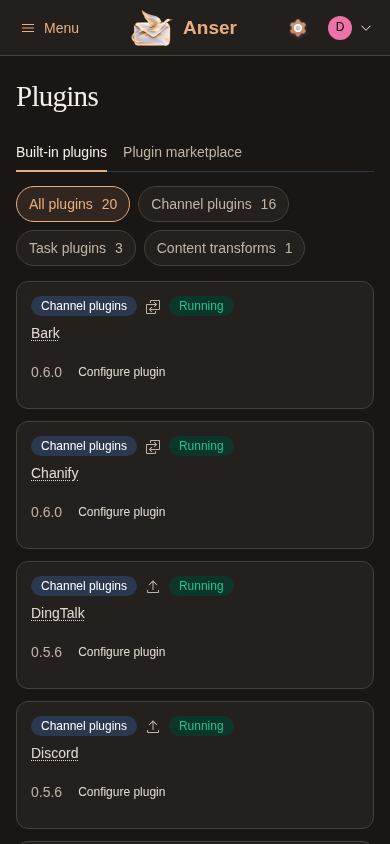 Menu
Anser
D
Plugins
Built-in plugins
Plugin marketplace
All plugins 20
Channel plugins 16
Task plugins 3
Content transforms 1
Channel plugins
Running
Bark
0.6.0
Configure plugin
Channel plugins
Running
Chanify
0.6.0
Configure plugin
Channel plugins
Running
DingTalk
0.5.6
Configure plugin
Channel plugins
Running
Discord
0.5.6
Configure plugin